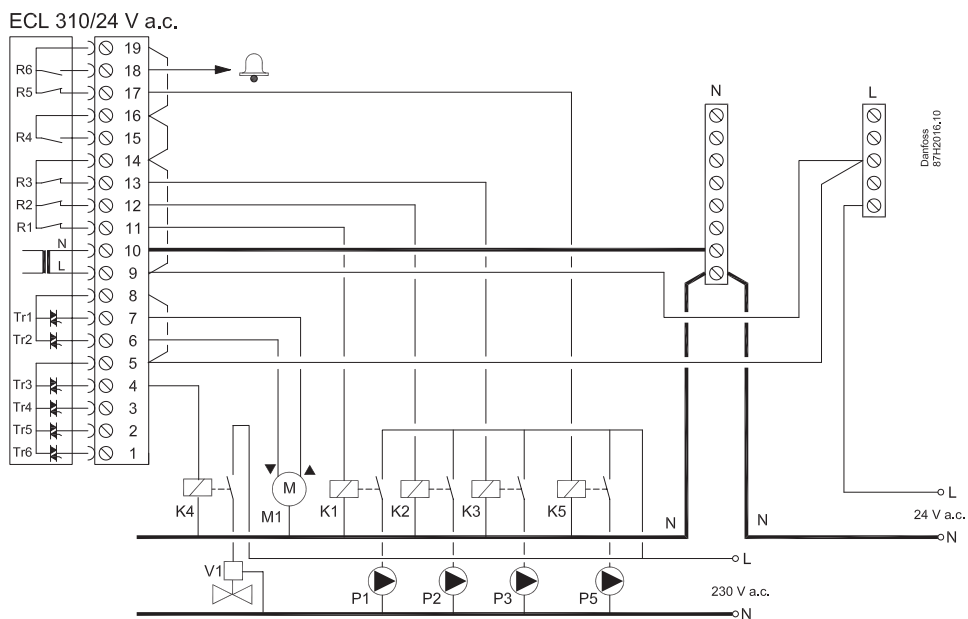 ECL 310/24 V a.c.
19
R6 18
R5 17
16
R4 15
14
R3 13
R2 12
R1 11
N 10
L 9
8
Tr1 7
Tr2 6
5
Tr3 4
Tr4 3
Tr5 2
Tr6 1
N
L
Danfoss
87H2016.10
M
K4 M1 K1 K2 K3 K5 N N
L
24 V a.c.
N
L
V1
P1 P2 P3 P5
230 V a.c.
N